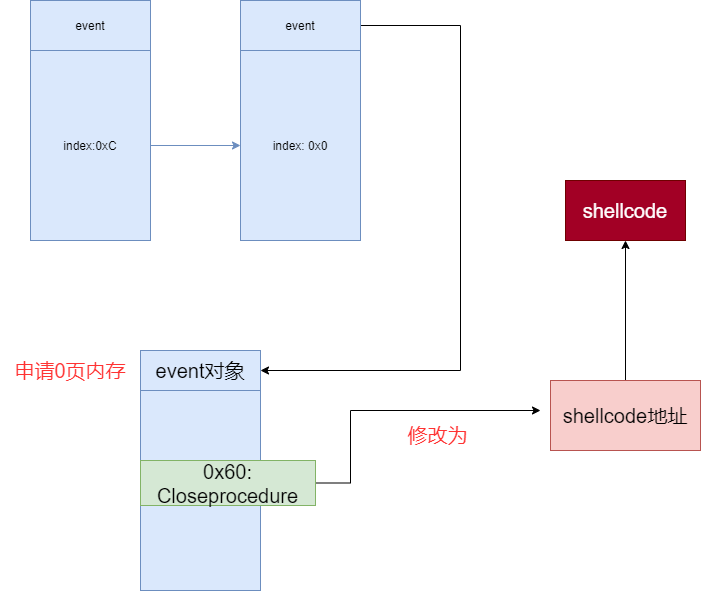 event
event
index:0xC
index: 0x0
shellcode
申请0页内存
event对象
shellcode地址
修改为
0x60:
Closeprocedure